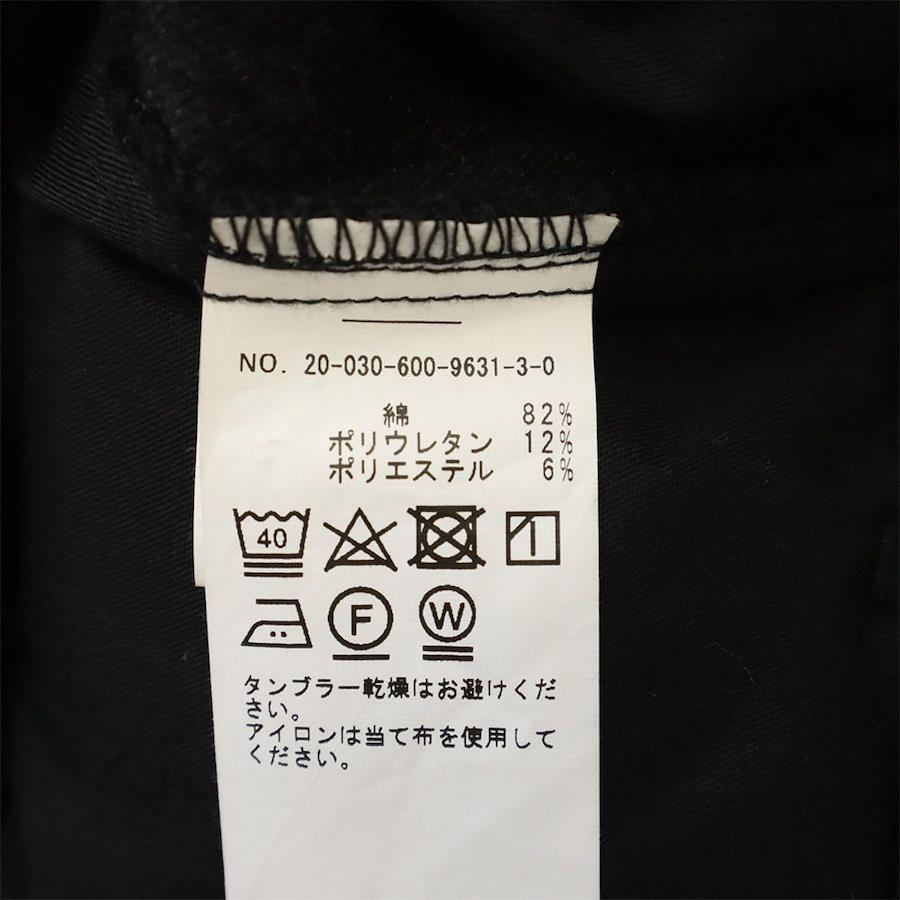 NO. 20-030-600-9631-3-0
綿 82%
ポリウレタン 12%
ポリエステル 6%
40
F W
タンブラー乾燥はお避けくだ
さい。
アイロンは当て布を使用して
ください。